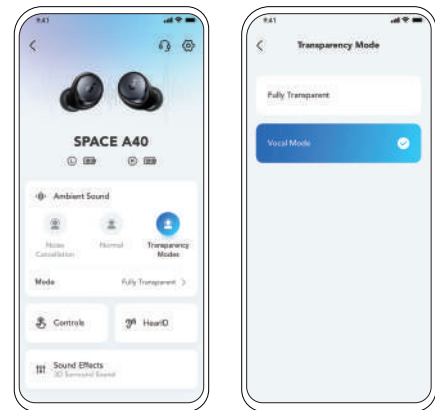 9:41
SPACE A40
L
R
Ambient Sound
Noise
Cancellation
Normal
Transparency
Modes
Mode
Fully Transparent >
Controls
HearID
Sound Effects
3D Surround Sound
9:41
Transparency Mode
Fully Transparent
Vocal Mode